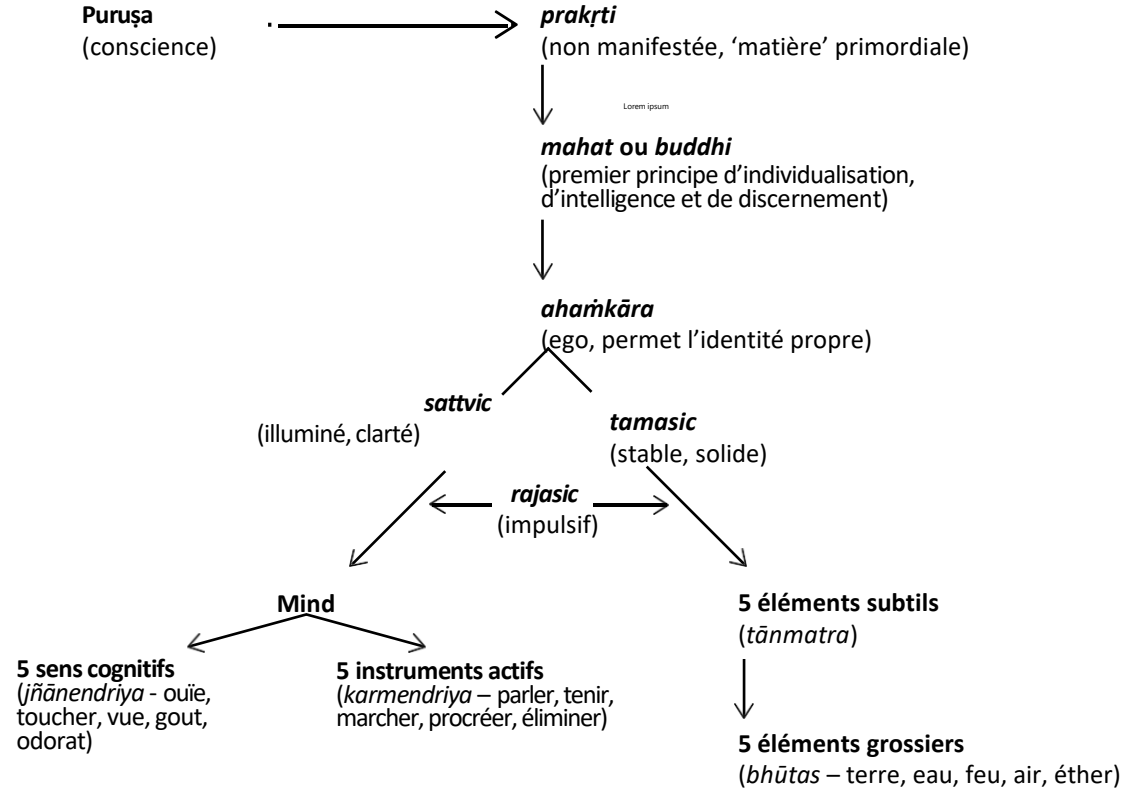 Puruṣa
(conscience)
prakṛti
(non manifestée, ‘matière’ primordiale)
Lorem ipsum
mahat ou buddhi
(premier principe d’individualisation,
d’intelligence et de discernement)
ahaṁkāra
(ego, permet l’identité propre)
sattvic
(illuminé, clarté)
tamasic
(stable, solide)
rajasic
(impulsif)
Mind
5 sens cognitifs
(jñānendriya - ouïe,
toucher, vue, gout,
odorat)
5 instruments actifs
(karmendriya – parler, tenir,
marcher, procréer, éliminer)
5 éléments subtils
(tānmatra)
5 éléments grossiers
(bhūtas – terre, eau, feu, air, éther)